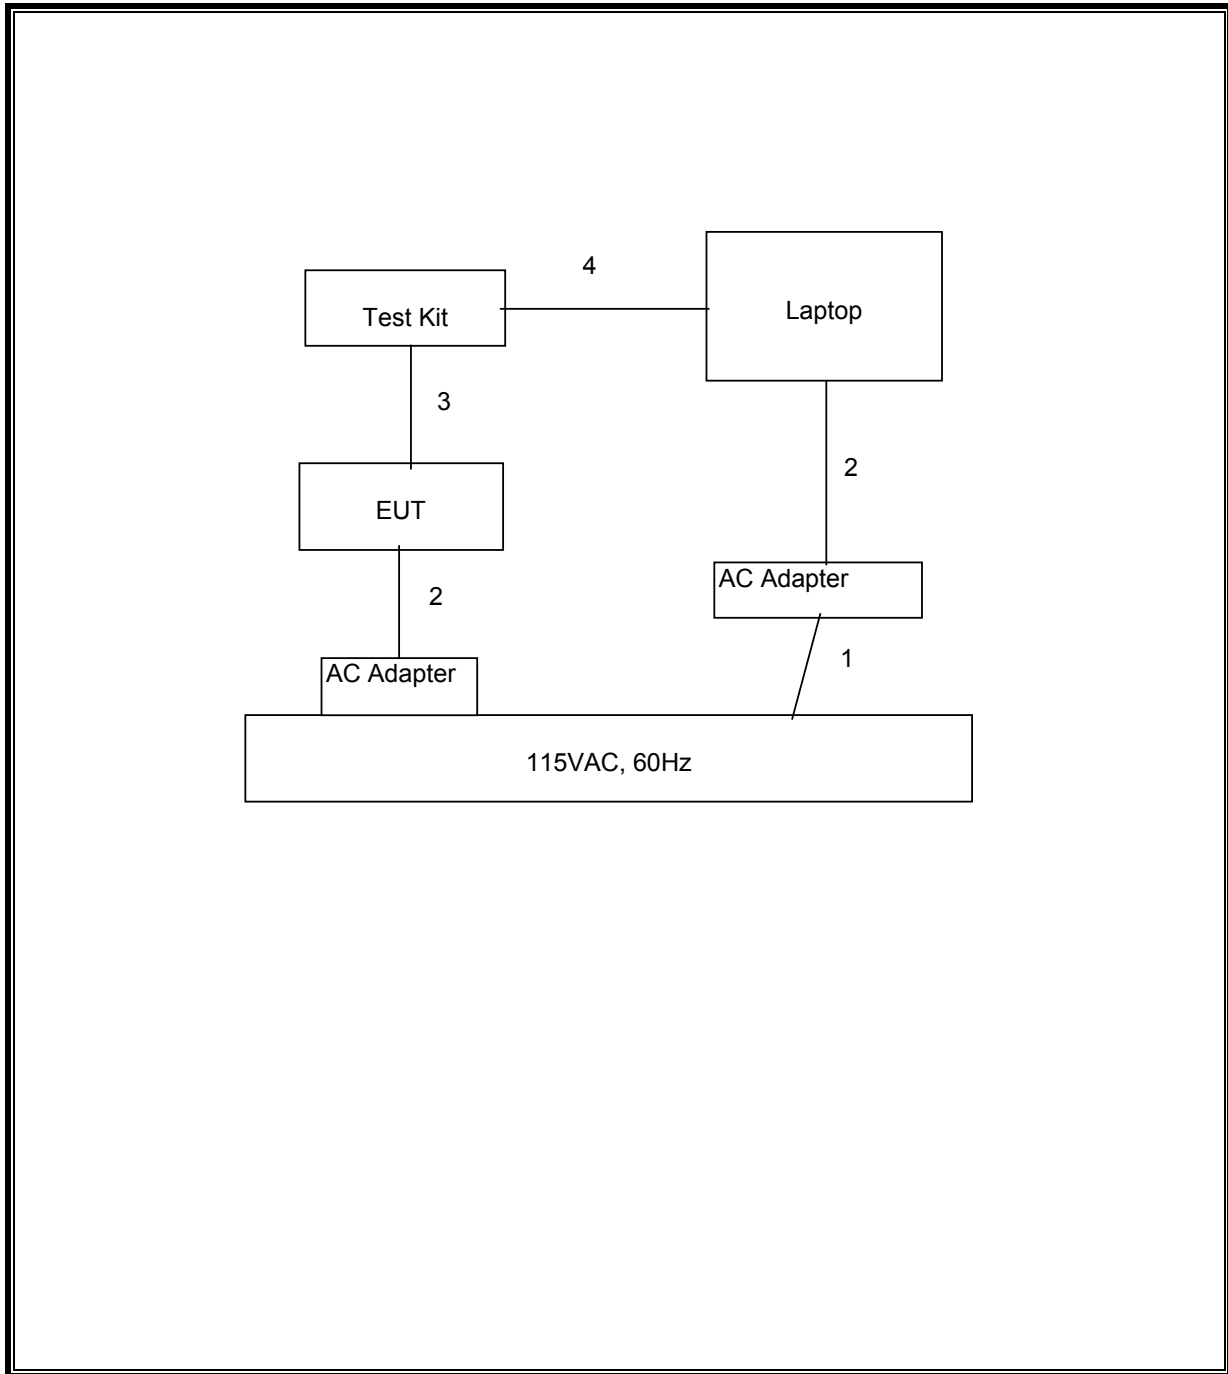 4
Test Kit
Laptop
3
2
EUT
AC Adapter
2
1
AC Adapter
115VAC, 60Hz